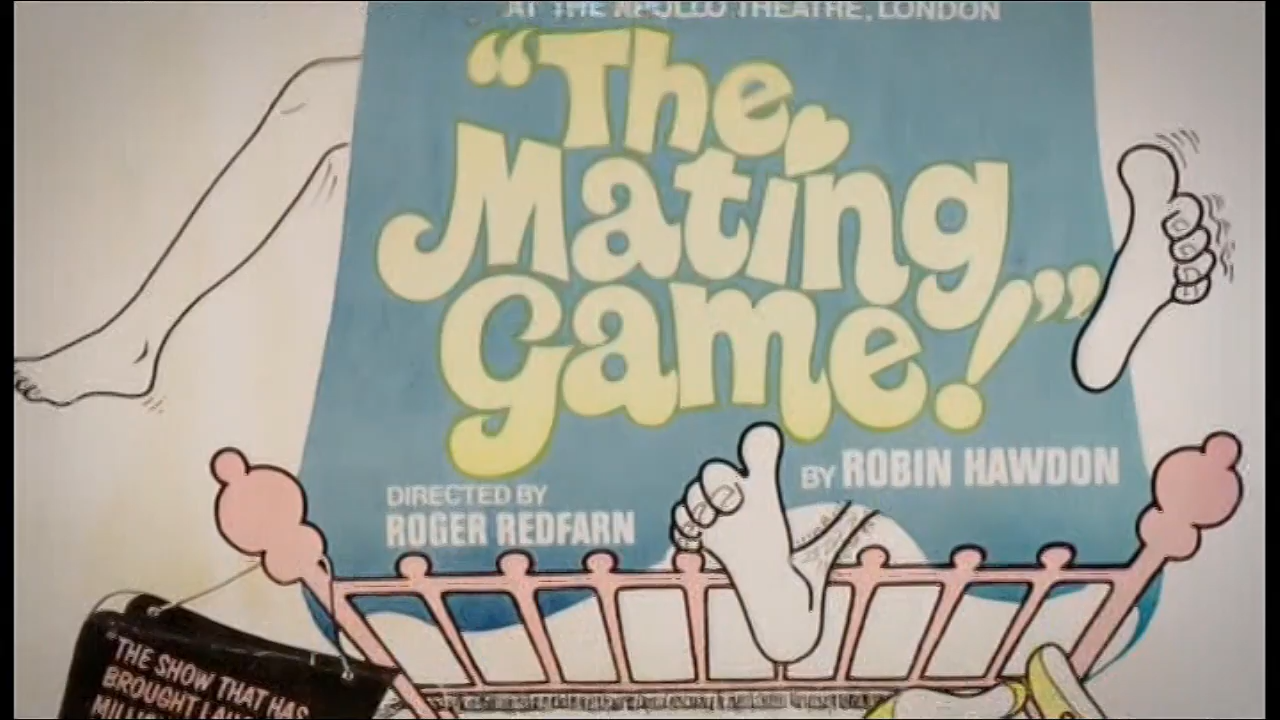 AT THE APOLLO THEATRE, LONDON
"The
Mating
Game!"
BY ROBIN HAWDON
DIRECTED BY
ROGER REDFARN
"THE SHOW THAT HAS
BROUGHT